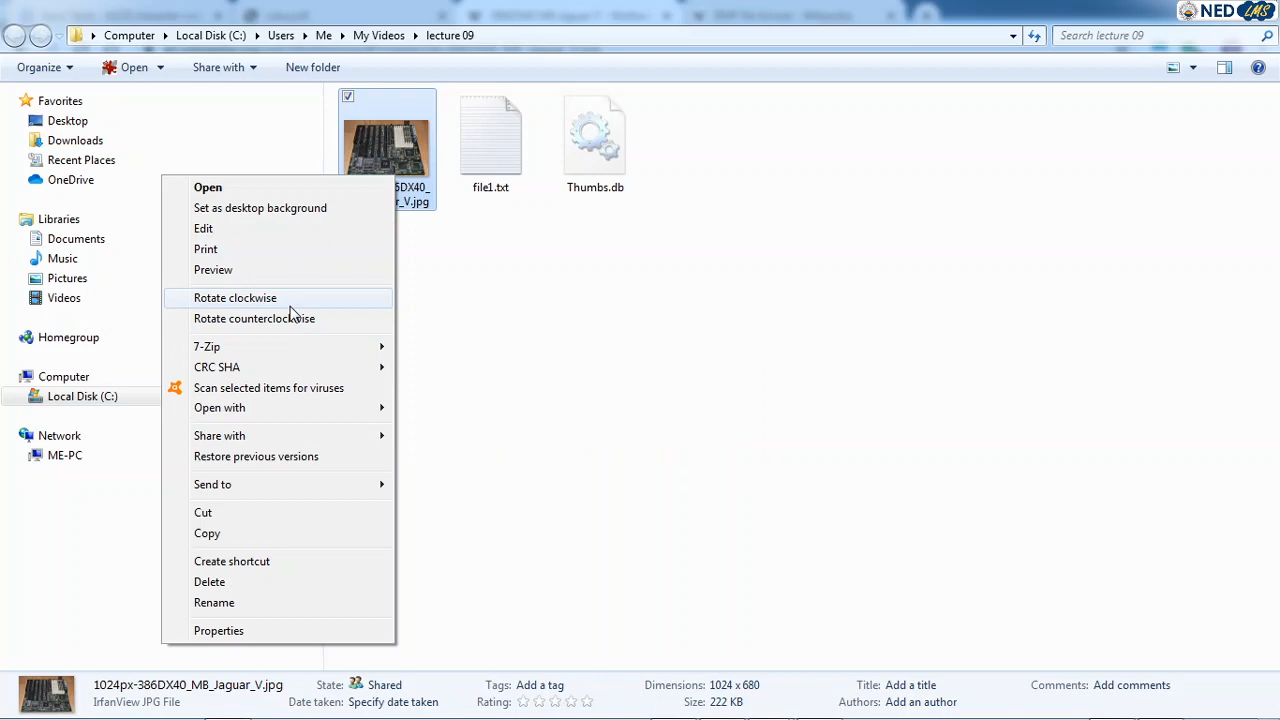 NED LMS
Computer Local Disk (C:) Users Me My Videos lecture 09
Search lecture 09
Organize Open Share with New folder
Favorites
Desktop
Downloads
Recent Places
OneDrive
Libraries
Documents
Music
Pictures
Videos
Homegroup
Computer
Local Disk (C:)
Network
ME-PC
6DX40_
r_V.jpg
file1.txt
Thumbs.db
Open
Set as desktop background
Edit
Print
Preview
Rotate clockwise
Rotate counterclockwise
7-Zip
CRC SHA
Scan selected items for viruses
Open with
Share with
Restore previous versions
Send to
Cut
Copy
Create shortcut
Delete
Rename
Properties
1024px-386DX40_MB_Jaguar_V.jpg State: Shared Tags: Add a tag Dimensions: 1024 x 680 Title: Add a title Comments: Add comments
IrfanView JPG File Date taken: Specify date taken Rating: Size: 222 KB Authors: Add an author